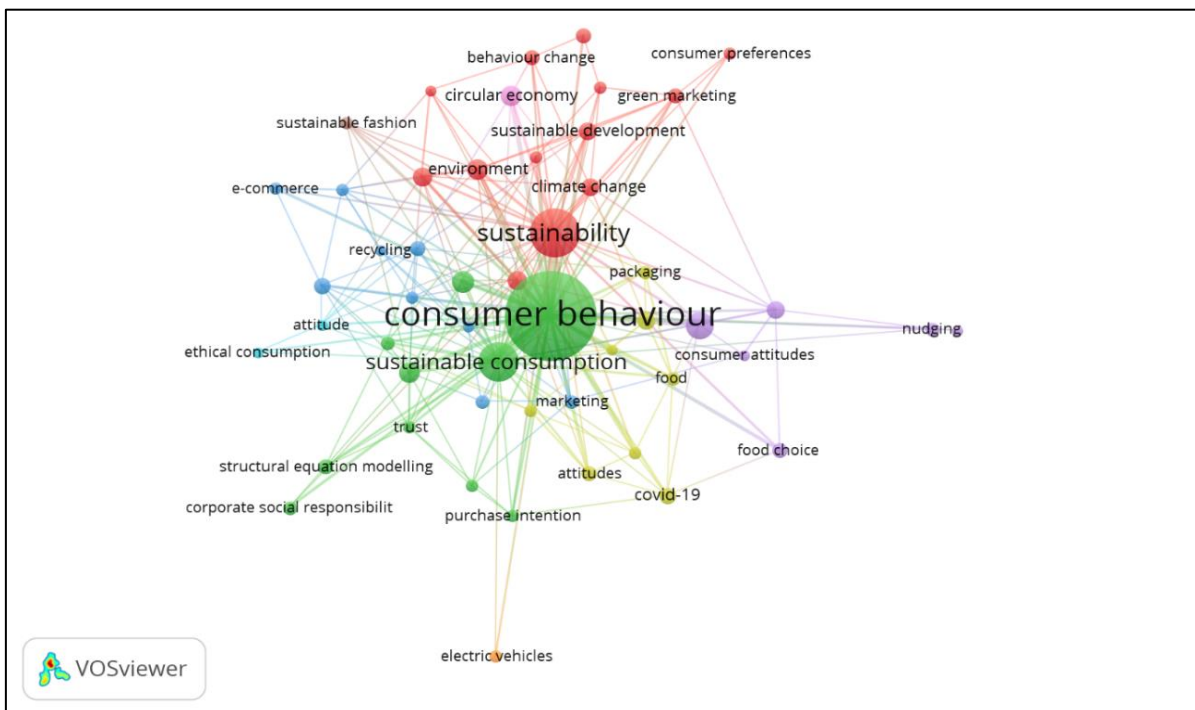 behaviour change
consumer preferences
circular economy
green marketing
sustainable fashion
sustainable development
environment
climate change
e-commerce
sustainability
recycling
packaging
consumer behaviour
attitude
nudging
ethical consumption
sustainable consumption
consumer attitudes
food
marketing
trust
food choice
structural equation modelling
attitudes
corporate social responsibilit
covid-19
purchase intention
electric vehicles
VOSviewer